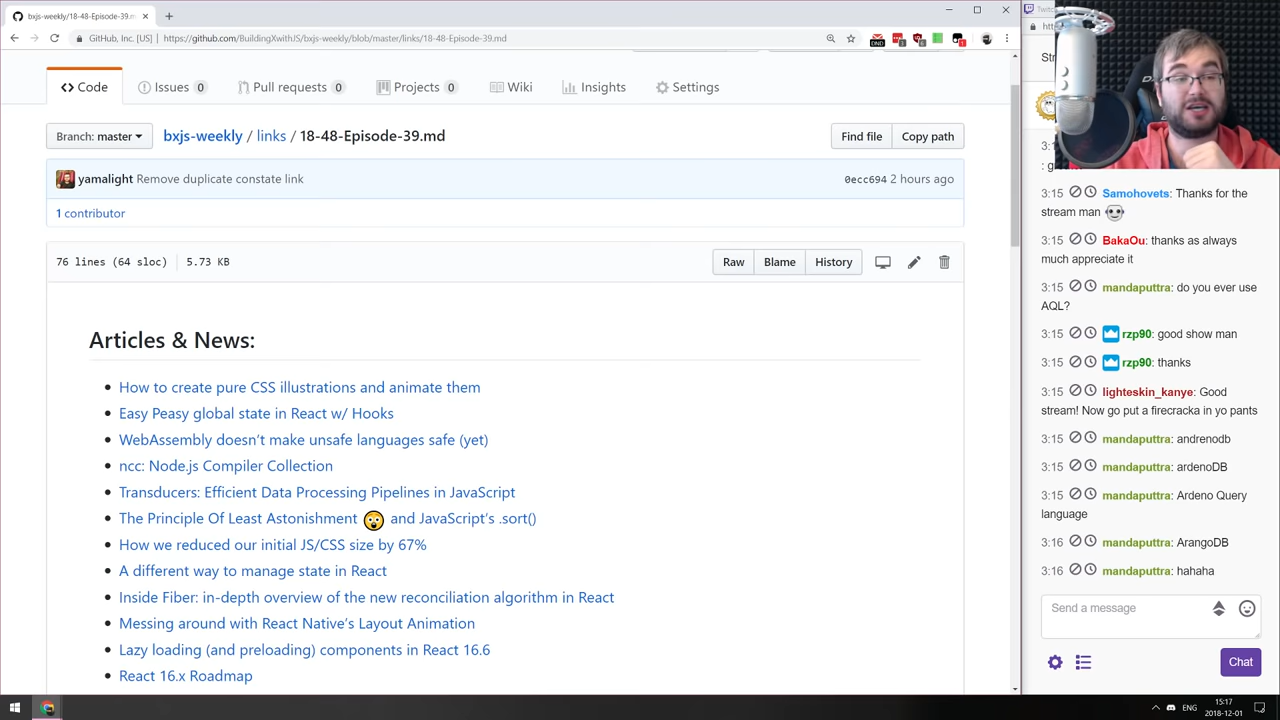 bxjs-weekly/18-48-Episode-39.m
GitHub, Inc. [US]
https://github.com/BuildingXwithJS/bxjs-weekly/
18-48-Episode-39.md
DND
Code
Issues 0
Pull requests 0
Projects 0
Wiki
Insights
Settings
Branch: master
bxjs-weekly / links / 18-48-Episode-39.md
Find file
Copy path
yamalight Remove duplicate constate link
0ecc694 2 hours ago
1 contributor
76 lines (64 sloc)
5.73 KB
Raw
Blame
History
Articles & News:
How to create pure CSS illustrations and animate them
Easy Peasy global state in React w/ Hooks
WebAssembly doesn’t make unsafe languages safe (yet)
ncc: Node.js Compiler Collection
Transducers: Efficient Data Processing Pipelines in JavaScript
The Principle Of Least Astonishment 😲 and JavaScript’s .sort()
How we reduced our initial JS/CSS size by 67%
A different way to manage state in React
Inside Fiber: in-depth overview of the new reconciliation algorithm in React
Messing around with React Native’s Layout Animation
Lazy loading (and preloading) components in React 16.6
React 16.x Roadmap
3:15 Samohovets: Thanks for the
stream man
3:15 BakaOu: thanks as always
much appreciate it
3:15 mandaputtra: do you ever use
AQL?
3:15 rzp90: good show man
3:15 rzp90: thanks
3:15 lighteskin_kanye: Good
stream! Now go put a firecracka in yo pants
3:15 mandaputtra: andrenodb
3:15 mandaputtra: ardenoDB
3:15 mandaputtra: Ardeno Query
language
3:16 mandaputtra: ArangoDB
3:16 mandaputtra: hahaha
Send a message
Chat
ENG
15:17
2018-12-01